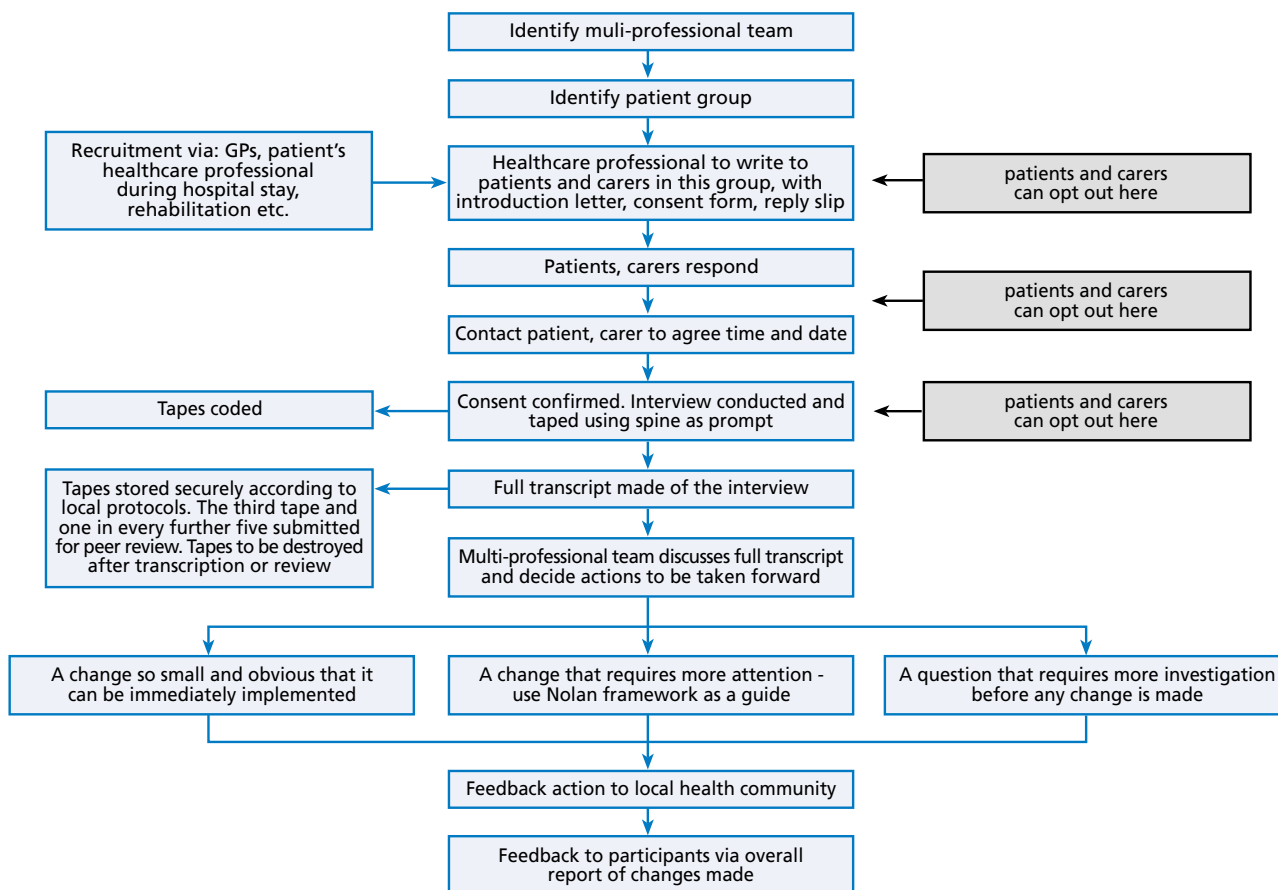 Identify muli-professional team
Identify patient group
Recruitment via: GPs, patient's
healthcare professional
during hospital stay,
rehabilitation etc.
Healthcare professional to write to
patients and carers in this group, with
introduction letter, consent form, reply slip
patients and carers
can opt out here
Patients, carers respond
patients and carers
can opt out here
Contact patient, carer to agree time and date
Tapes coded
Consent confirmed. Interview conducted and
taped using spine as prompt
patients and carers
can opt out here
Tapes stored securely according to
local protocols. The third tape and
one in every further five submitted
for peer review. Tapes to be destroyed
after transcription or review
Full transcript made of the interview
Multi-professional team discusses full transcript
and decide actions to be taken forward
A change so small and obvious that it
can be immediately implemented
A change that requires more attention -
use Nolan framework as a guide
A question that requires more investigation
before any change is made
Feedback action to local health community
Feedback to participants via overall
report of changes made